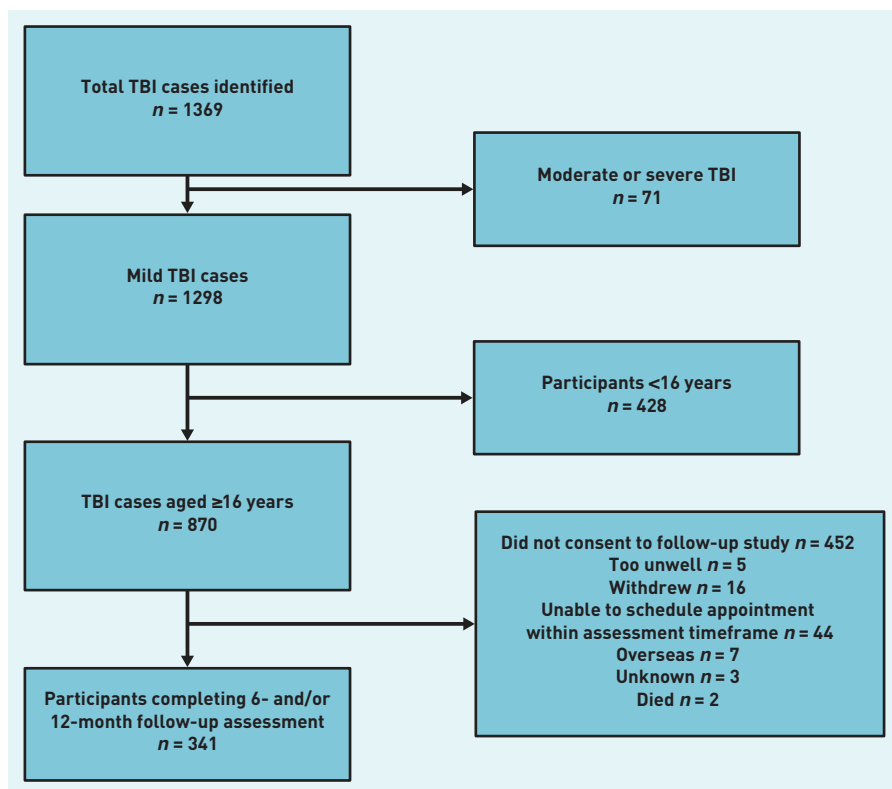 Total TBI cases identified
n = 1369
Moderate or severe TBI
n = 71
Mild TBI cases
n = 1298
Participants <16 years
n = 428
TBI cases aged ≥16 years
n = 870
Did not consent to follow-up study n = 452
Too unwell n = 5
Withdrew n = 16
Unable to schedule appointment
within assessment timeframe n = 44
Overseas n = 7
Unknown n = 3
Died n = 2
Participants completing 6- and/or
12-month follow-up assessment
n = 341